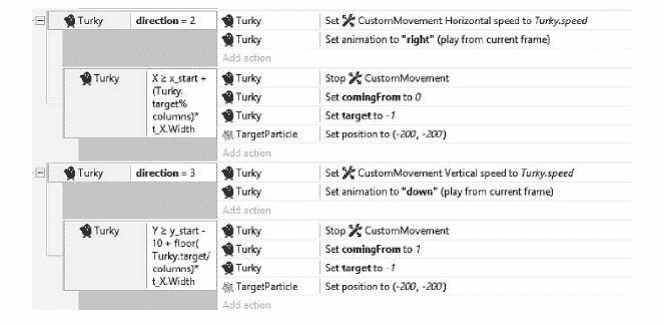 Turky direction = 2 Turky Set CustomMovement Horizontal speed to Turky.speed
Turky Set animation to "right" (play from current frame)
Add action
Turky X ≥ x_start + Turky Stop CustomMovement
(Turky. Turky Set comingFrom to 0
target% Turky Set target to -1
columns)* TargetParticle Set position to (-200, -200)
t_X.Width
Add action
Turky direction = 3 Turky Set CustomMovement Vertical speed to Turky.speed
Turky Set animation to "down" (play from current frame)
Add action
Turky Y ≥ y_start - Turky Stop CustomMovement
10 + floor( Turky Set comingFrom to 1
Turky.target/ Turky Set target to -1
columns)* TargetParticle Set position to (-200, -200)
t_X.Width
Add action